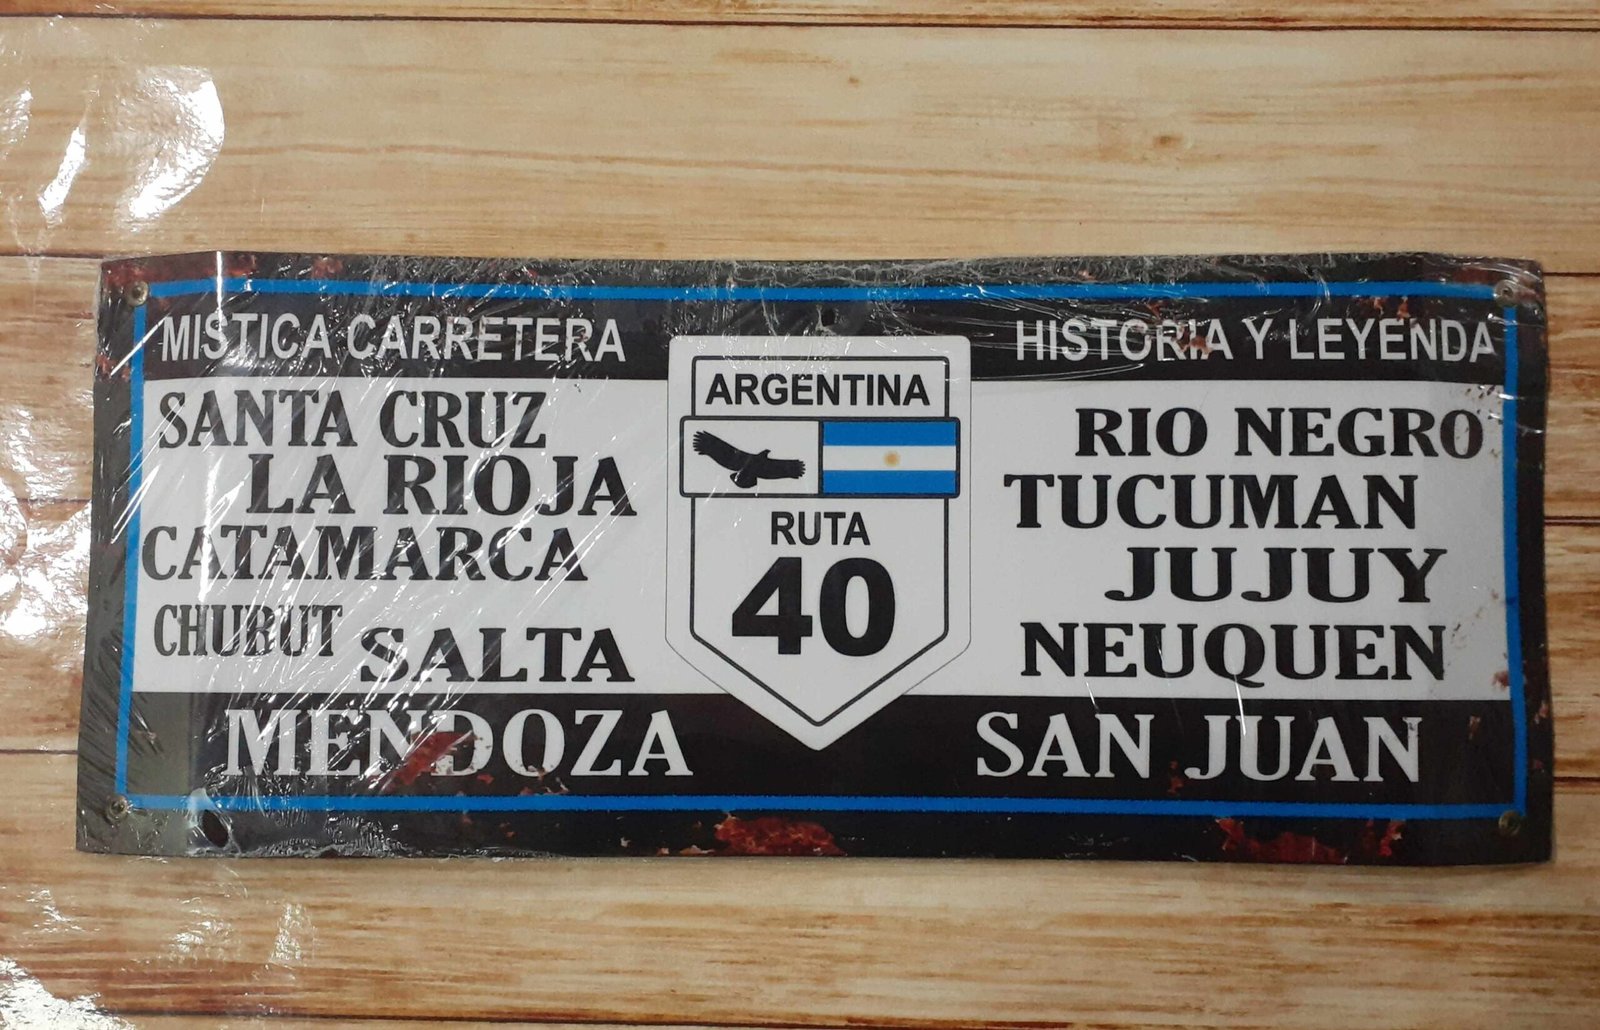 MISTICA CARRETERA
SANTA CRUZ
LA RIOJA
CATAMARCA
CHUBUT
SALTA
MENDOZA
ARGENTINA
RUTA
40
HISTORIA Y LEYENDA
RIO NEGRO
TUCUMAN
JUJUY
NEUQUEN
SAN JUAN